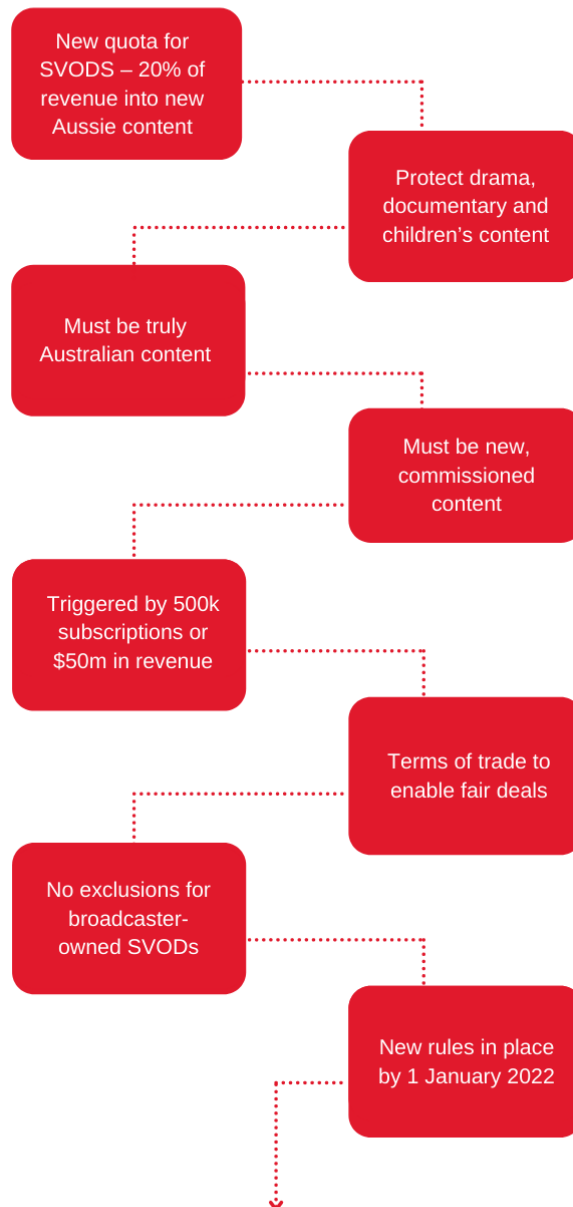 New quota for
SVODS – 20% of
revenue into new
Aussie content
Protect drama,
documentary and
children’s content
Must be truly
Australian content
Must be new,
commissioned
content
Triggered by 500k
subscriptions or
$50m in revenue
Terms of trade to
enable fair deals
No exclusions for
broadcaster-
owned SVODs
New rules in place
by 1 January 2022